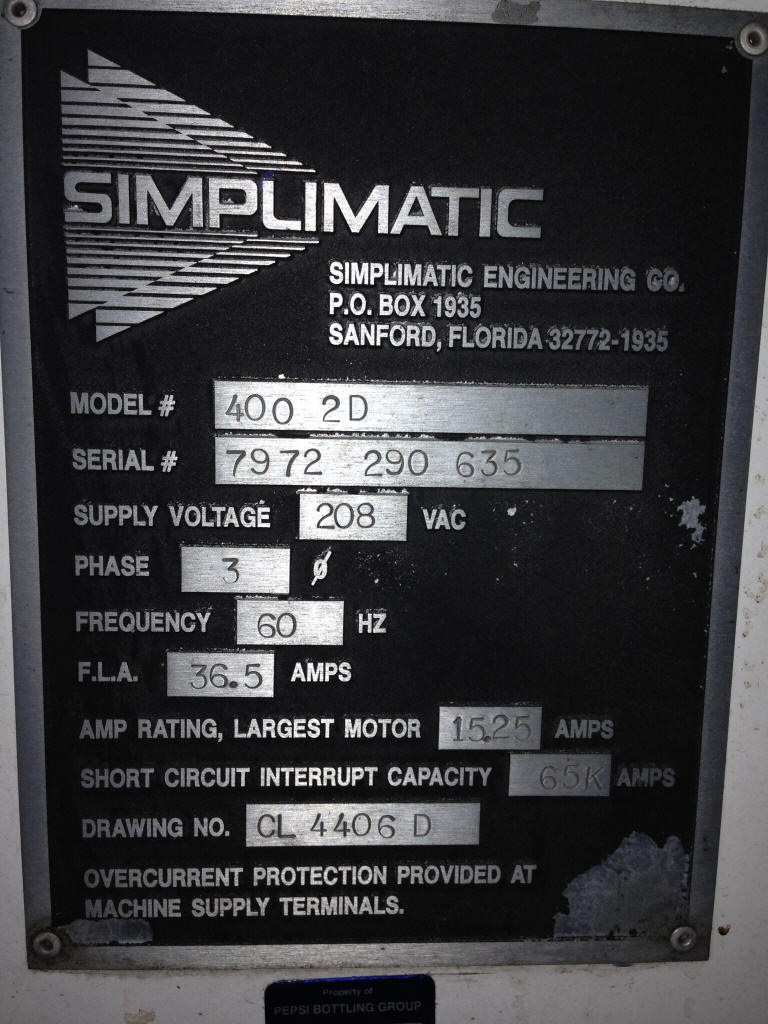 SIMPLIMATIC
SIMPLIMATIC ENGINEERING CO.
P.O. BOX 1935
SANFORD, FLORIDA 32772-1935
MODEL # 400 2D
SERIAL # 7972 290 635
SUPPLY VOLTAGE 208 VAC
PHASE 3 Ø
FREQUENCY 60 HZ
F.L.A. 36.5 AMPS
AMP RATING, LARGEST MOTOR 15.25 AMPS
SHORT CIRCUIT INTERRUPT CAPACITY 65K AMPS
DRAWING NO. CL 4406 D
OVERCURRENT PROTECTION PROVIDED AT
MACHINE SUPPLY TERMINALS.
Property of
PEPSI BOTTLING GROUP